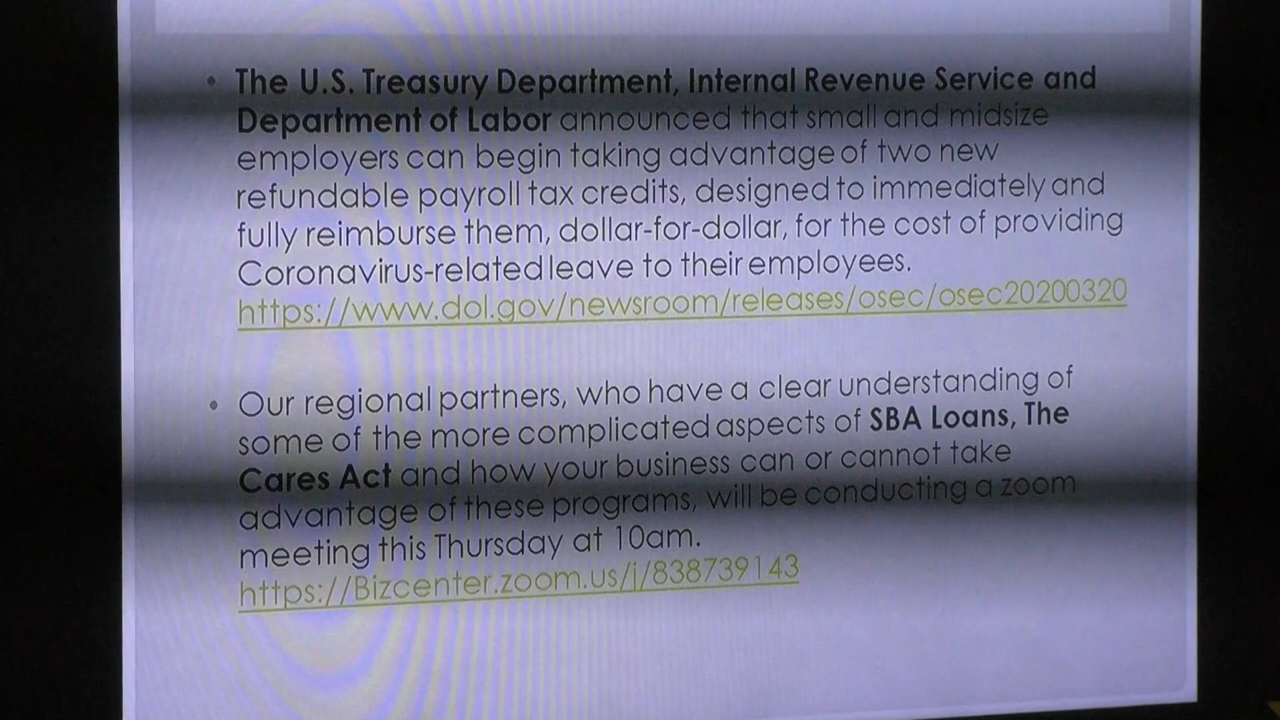 • The U.S. Treasury Department, Internal Revenue Service and
Department of Labor announced that small and midsize
employers can begin taking advantage of two new
refundable payroll tax credits, designed to immediately and
fully reimburse them, dollar-for-dollar, for the cost of providing
Coronavirus-related leave to their employees.
https://www.dol.gov/newsroom/releases/osec/osec20200320
• Our regional partners, who have a clear understanding of
some of the more complicated aspects of SBA Loans, The
Cares Act and how your business can or cannot take
advantage of these programs, will be conducting a zoom
meeting this Thursday at 10am.
https://Bizcenter.zoom.us/j/838739143